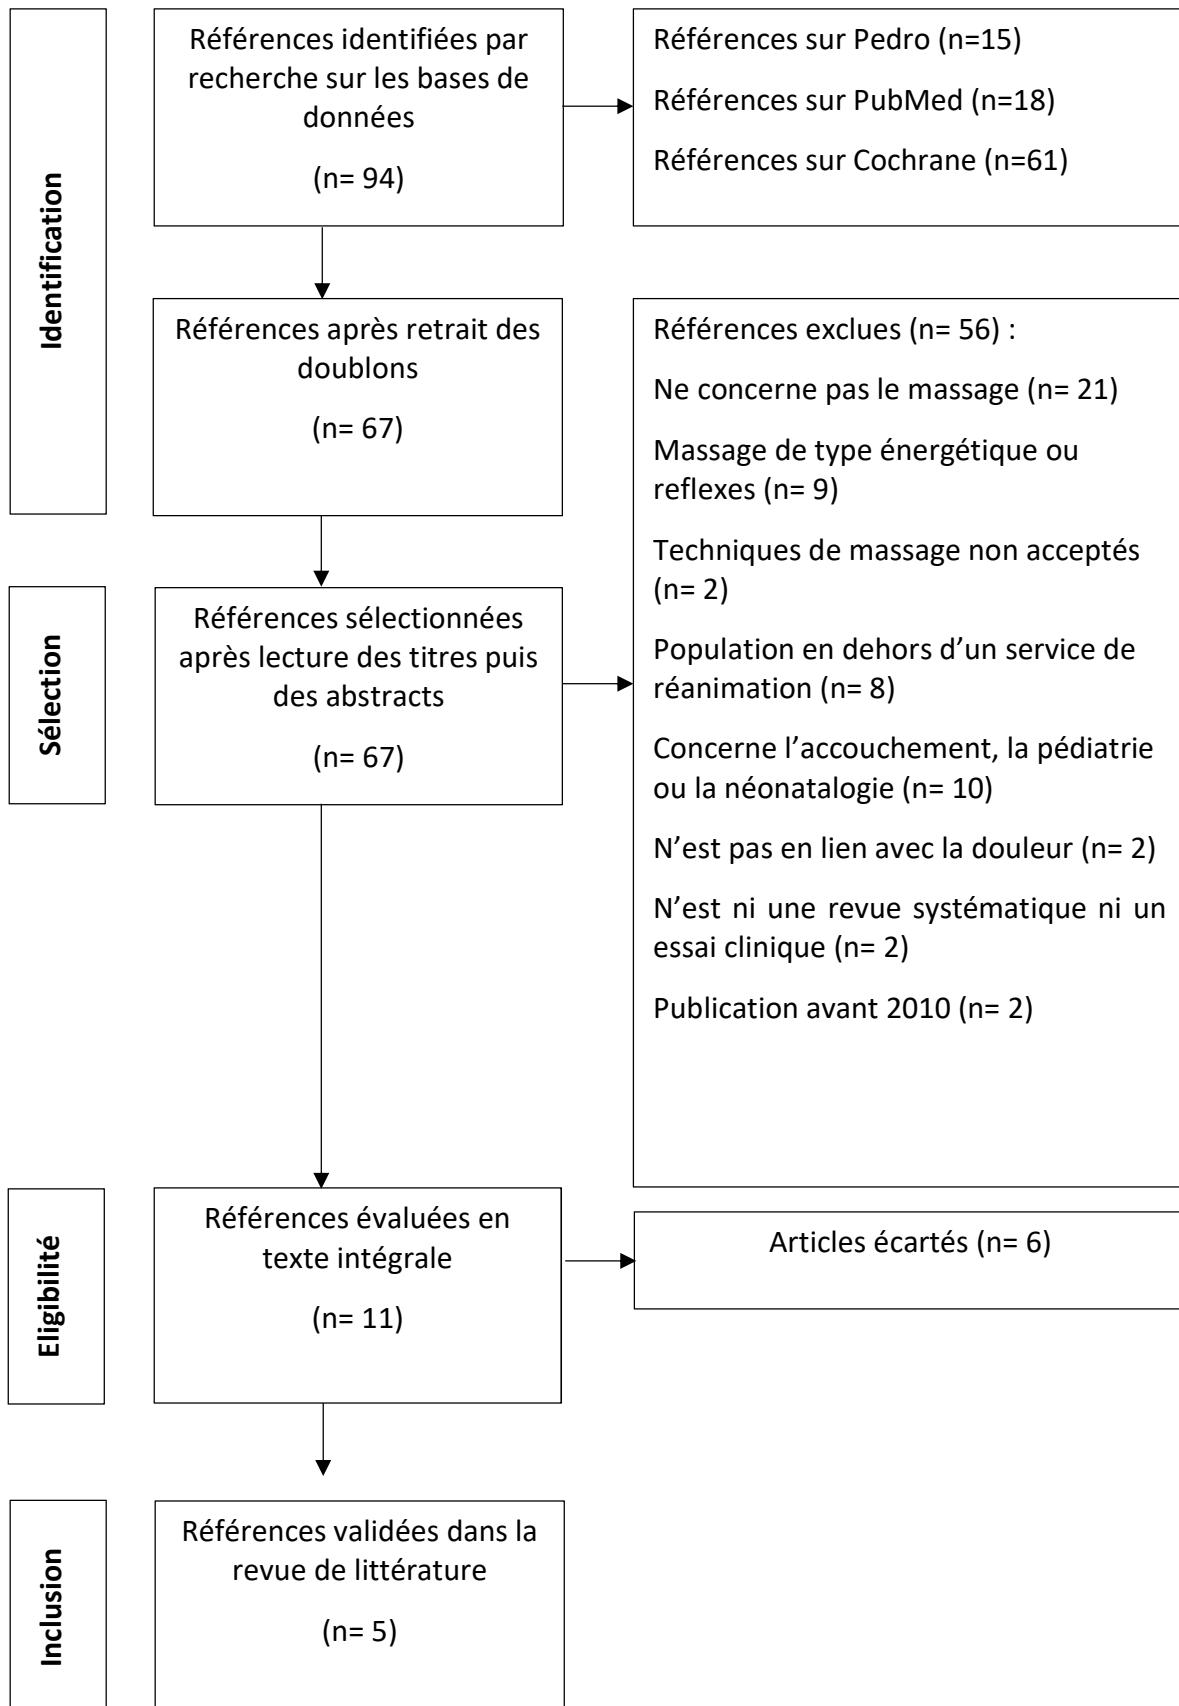 Identification
Références identifiées par
recherche sur les bases de
données
(n= 94)
Références sur Pedro (n=15)
Références sur PubMed (n=18)
Références sur Cochrane (n=61)
Références après retrait des
doublons
(n= 67)
Références exclues (n= 56) :
Ne concerne pas le massage (n= 21)
Massage de type énergétique ou
reflexes (n= 9)
Techniques de massage non acceptés
(n= 2)
Population en dehors d’un service de
réanimation (n= 8)
Concerne l’accouchement, la pédiatrie
ou la néonatalogie (n= 10)
N’est pas en lien avec la douleur (n= 2)
N’est ni une revue systématique ni un
essai clinique (n= 2)
Publication avant 2010 (n= 2)
Sélection
Références sélectionnées
après lecture des titres puis
des abstracts
(n= 67)
Eligibilité
Références évaluées en
texte intégrale
(n= 11)
Articles écartés (n= 6)
Inclusion
Références validées dans la
revue de littérature
(n= 5)